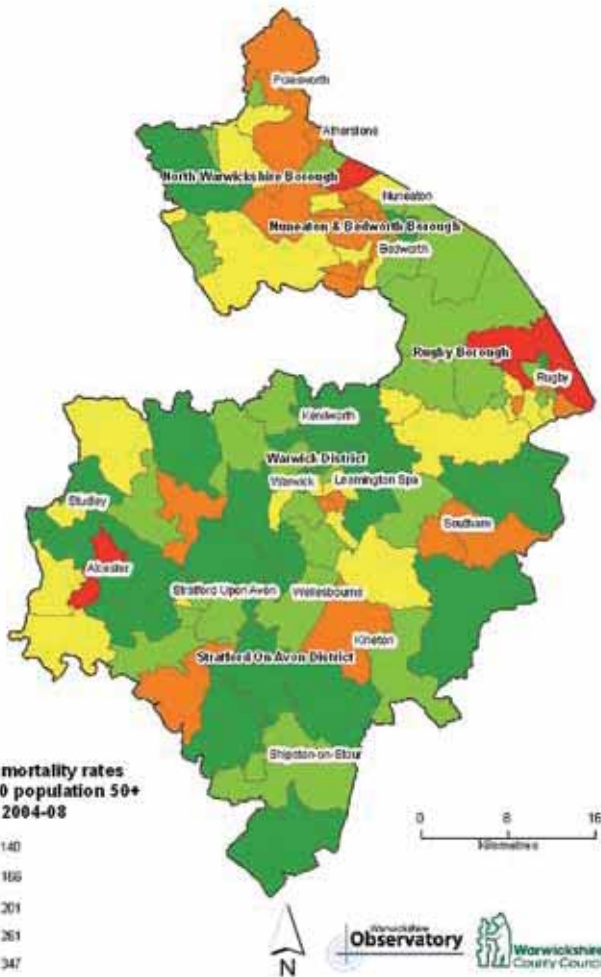 Polesworth
Atherstone
North Warwickshire Borough
Nuneaton
Nuneaton & Bedworth Borough
Bedworth
Rugby Borough
Rugby
Kenilworth
Warwick District
Warwick
Leamington Spa
Studley
Southam
Alcester
Stratford Upon Avon
Wellesbourne
Kineton
Stratford On Avon District
Shipston-on-Stour
mortality rates
0 population 50+
2004-08
140
166
201
261
347
0 8 16
Kilometres
N
Warwickshire
Observatory
Warwickshire
County Council